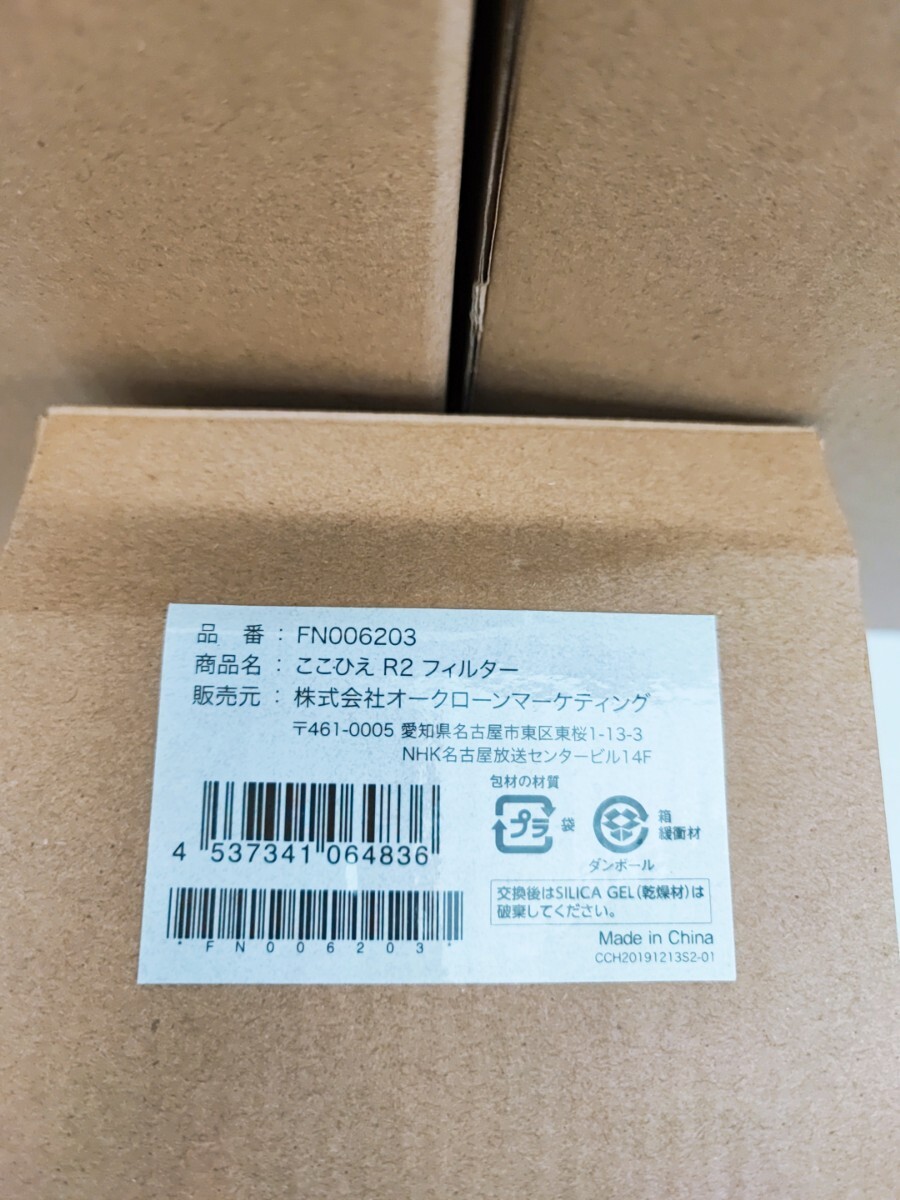 品 番 : FN006203
商品名 : ここひえ R2 フィルター
販売元 : 株式会社オークローンマーケティング
〒461-0005 愛知県名古屋市東区東桜1-13-3
NHK名古屋放送センタービル14F
包材の材質
プラ 袋
箱
緩衝材
ダンボール
4 537341 064836
*FN006203*
交換後はSILICA GEL(乾燥材)は
破棄してください。
Made in China
CCH20191213S2-01